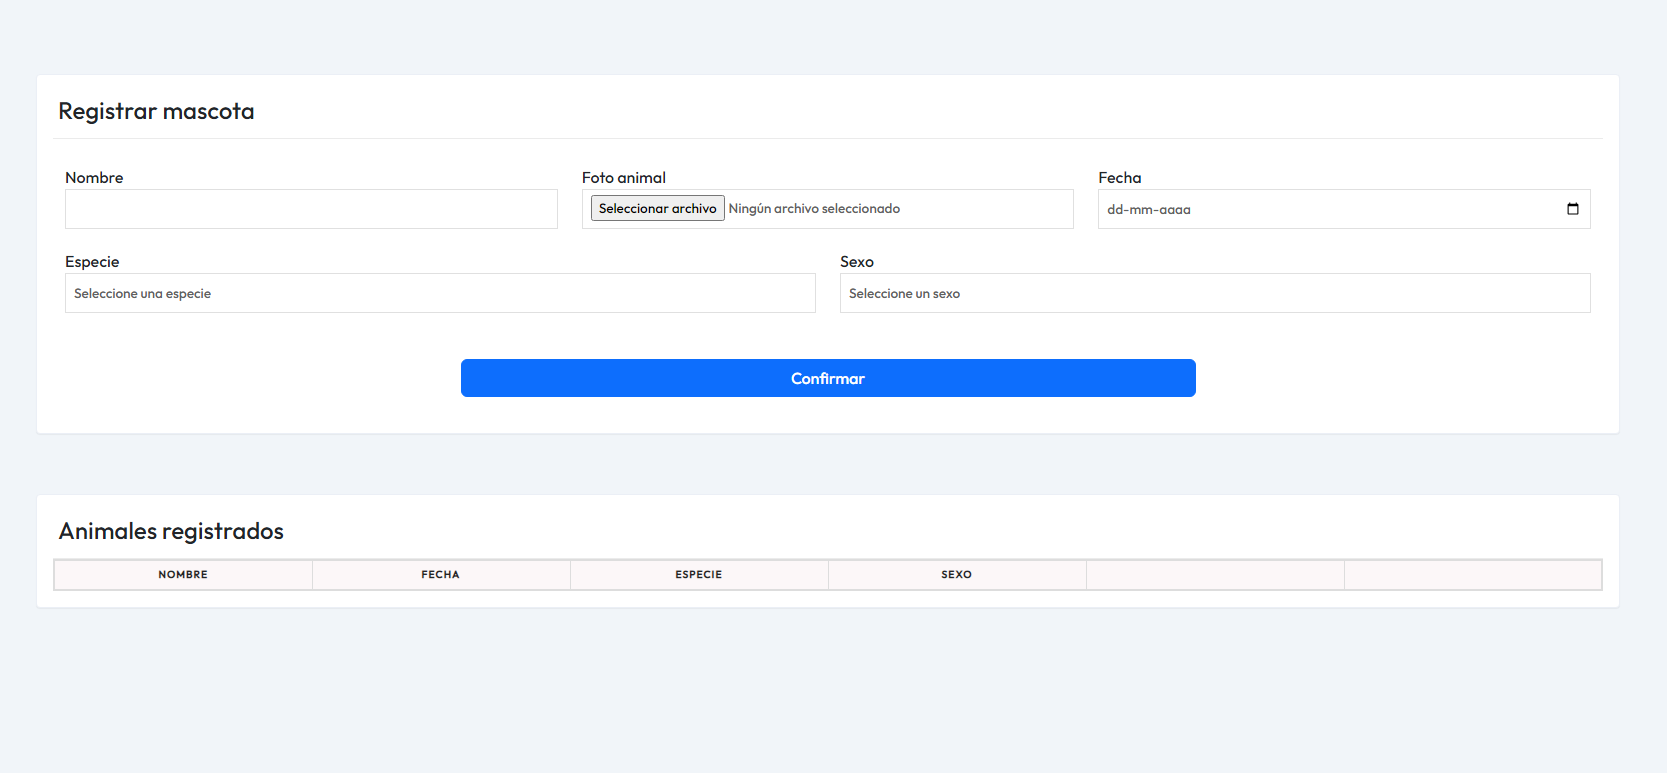 Registrar mascota
Nombre Foto animal Fecha
Seleccionar archivo Ningún archivo seleccionado dd-mm-aaaa
Especie Sexo
Seleccione una especie Seleccione un sexo
Confirmar
Animales registrados
NOMBRE FECHA ESPECIE SEXO